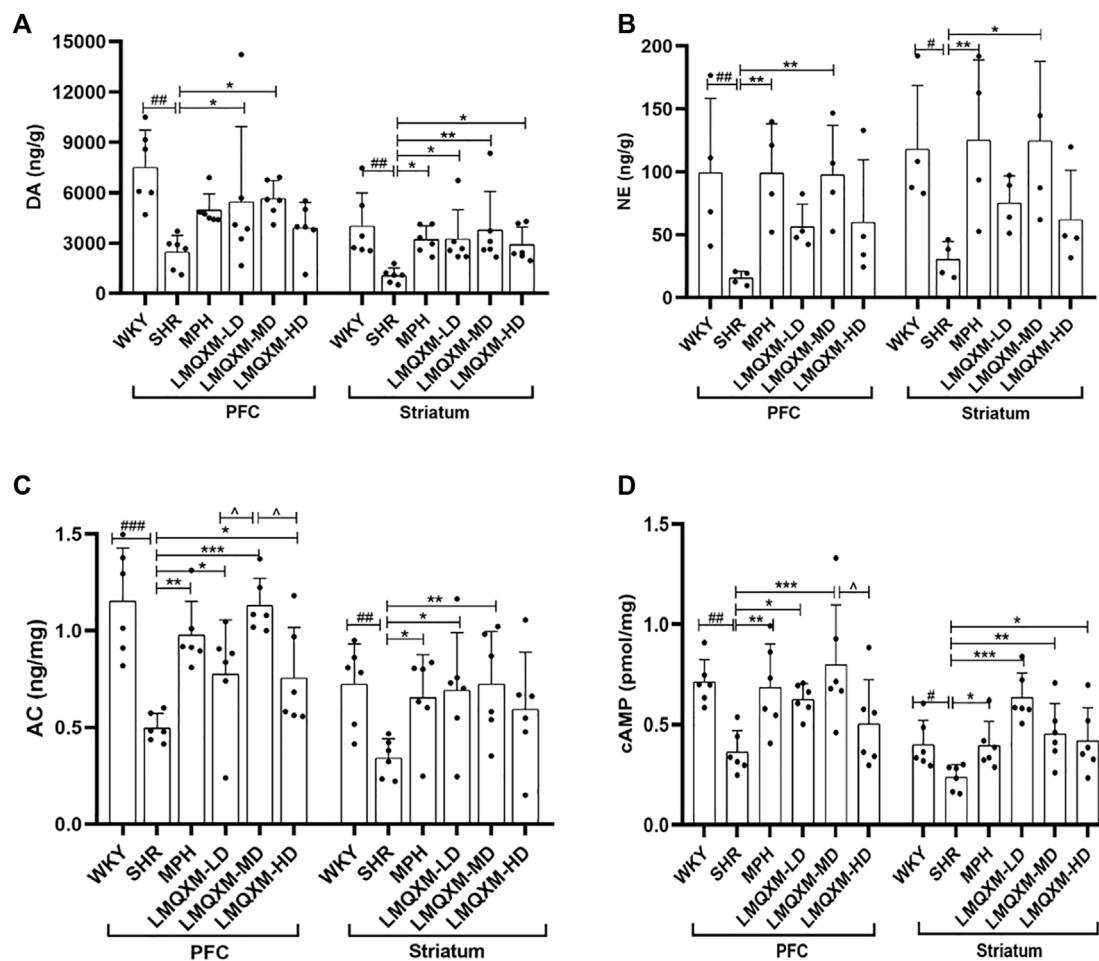 A
DA (ng/g)
15000
12000
9000
6000
3000
0
##
*
*
##
*
*
**
*
WKY
SHR
MPH
LMQXM-LD
LMQXM-MD
LMQXM-HD
WKY
SHR
MPH
LMQXM-LD
LMQXM-MD
LMQXM-HD
PFC
Striatum
B
NE (ng/g)
200
150
100
50
0
##
**
**
#
**
*
WKY
SHR
MPH
LMQXM-LD
LMQXM-MD
LMQXM-HD
WKY
SHR
MPH
LMQXM-LD
LMQXM-MD
LMQXM-HD
PFC
Striatum
C
AC (ng/mg)
1.5
1.0
0.5
0.0
###
^
^
*
***
*
**
##
**
*
*
WKY
SHR
MPH
LMQXM-LD
LMQXM-MD
LMQXM-HD
WKY
SHR
MPH
LMQXM-LD
LMQXM-MD
LMQXM-HD
PFC
Striatum
D
cAMP (pmol/mg)
1.5
1.0
0.5
0.0
##
***
^
*
**
#
*
**
***
*
WKY
SHR
MPH
LMQXM-LD
LMQXM-MD
LMQXM-HD
WKY
SHR
MPH
LMQXM-LD
LMQXM-MD
LMQXM-HD
PFC
Striatum